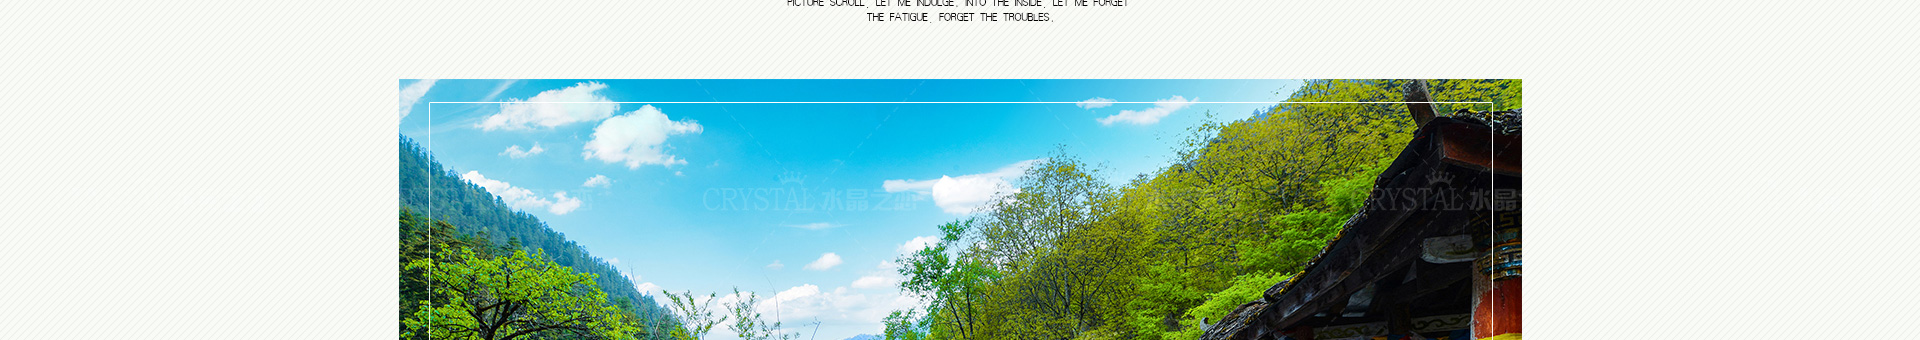 PICTURE SCROLL, LET ME INDULGE, INTO THE INSIDE, LET ME FORGET
THE FATIGUE, FORGET THE TROUBLES,
CRYSTAL 水晶之恋 CRYSTAL 水晶